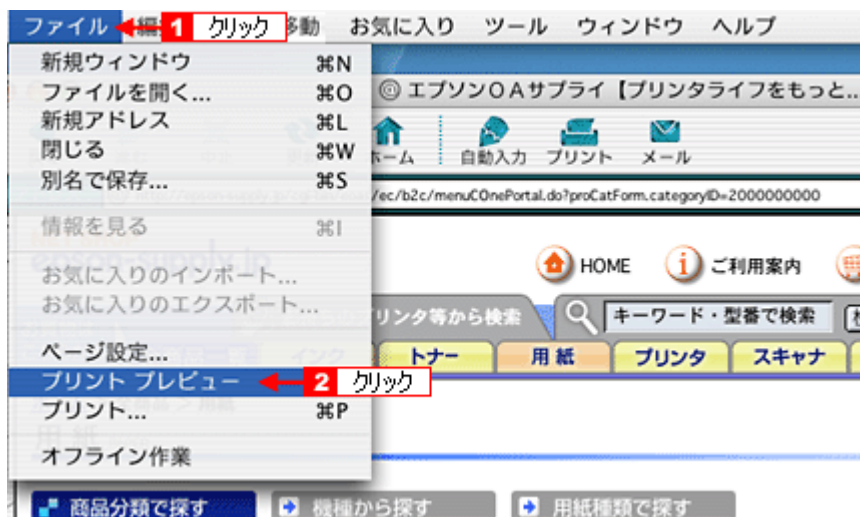 ファイル 1 クリック 移動 お気に入り ツール ウィンドウ ヘルプ
新規ウィンドウ ⌘N
ファイルを開く... ⌘O
新規アドレス ⌘L
閉じる ⌘W
別名で保存... ⌘S
情報を見る ⌘I
お気に入りのインポート...
お気に入りのエクスポート...
ページ設定...
プリント プレビュー 2 クリック
プリント... ⌘P
オフライン作業
@ エプソンOAサプライ【プリンタライフをもっと...
ホーム 自動入力 プリント メール
/ec/b2c/menuCOnePortal.do?proCatForm.categoryID=2000000000
epson-supply.jp
HOME ご利用案内
プリンタ等から検索 キーワード・型番で検索
インク トナー 用紙 プリンタ スキャナ
用紙
商品分類で探す 機種から探す 用紙種類で探す